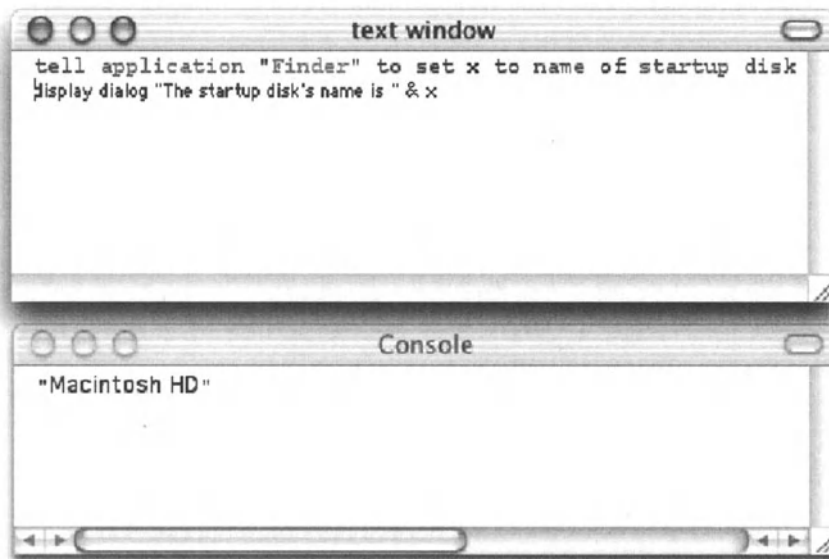 text window
tell application "Finder" to set x to name of startup disk
display dialog "The startup disk's name is " & x
Console
"Macintosh HD"